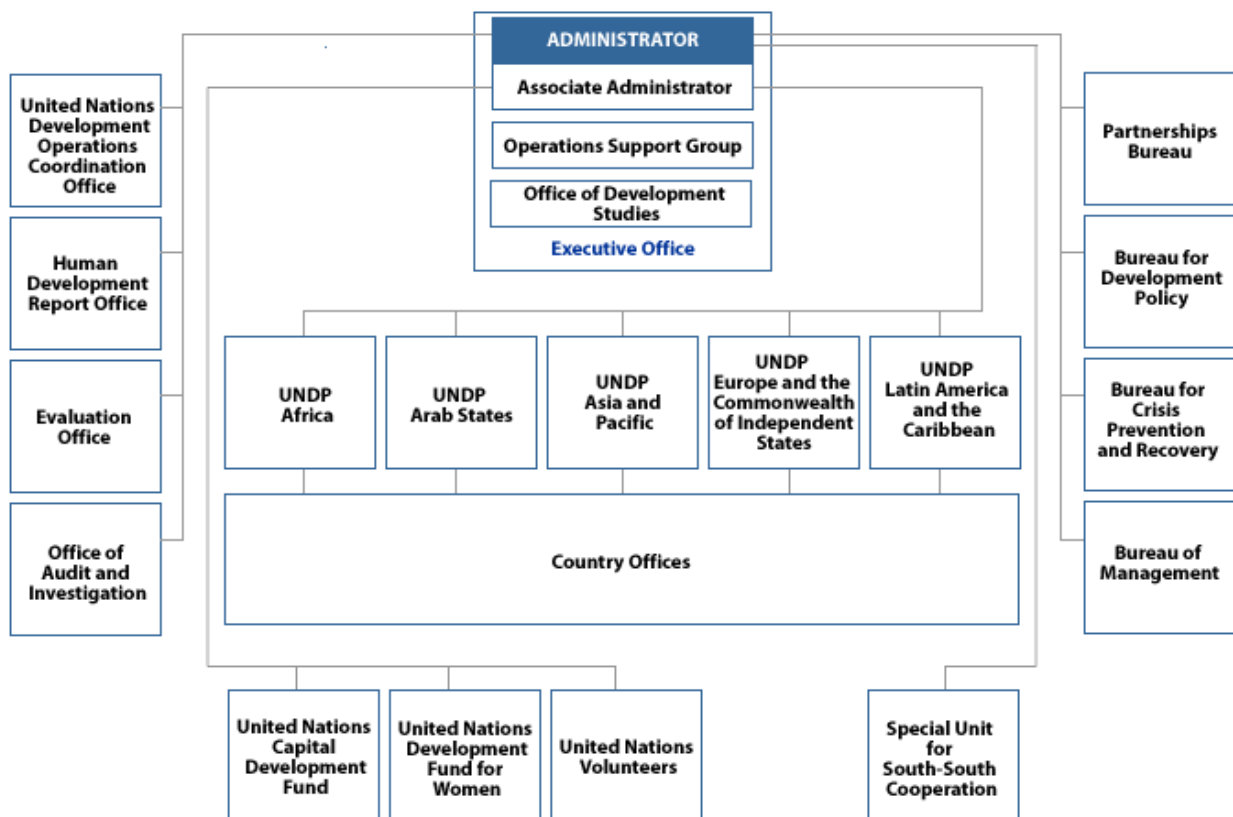 ADMINISTRATOR
Associate Administrator
Operations Support Group
Office of Development
Studies
Executive Office
United Nations
Development
Operations
Coordination
Office
Human
Development
Report Office
Evaluation
Office
Office of
Audit and
Investigation
Partnerships
Bureau
Bureau for
Development
Policy
Bureau for
Crisis
Prevention
and Recovery
Bureau of
Management
UNDP
Africa
UNDP
Arab States
UNDP
Asia and
Pacific
UNDP
Europe and the
Commonwealth
of Independent
States
UNDP
Latin America
and the
Caribbean
Country Offices
United Nations
Capital
Development
Fund
United Nations
Development
Fund for
Women
United Nations
Volunteers
Special Unit
for
South-South
Cooperation